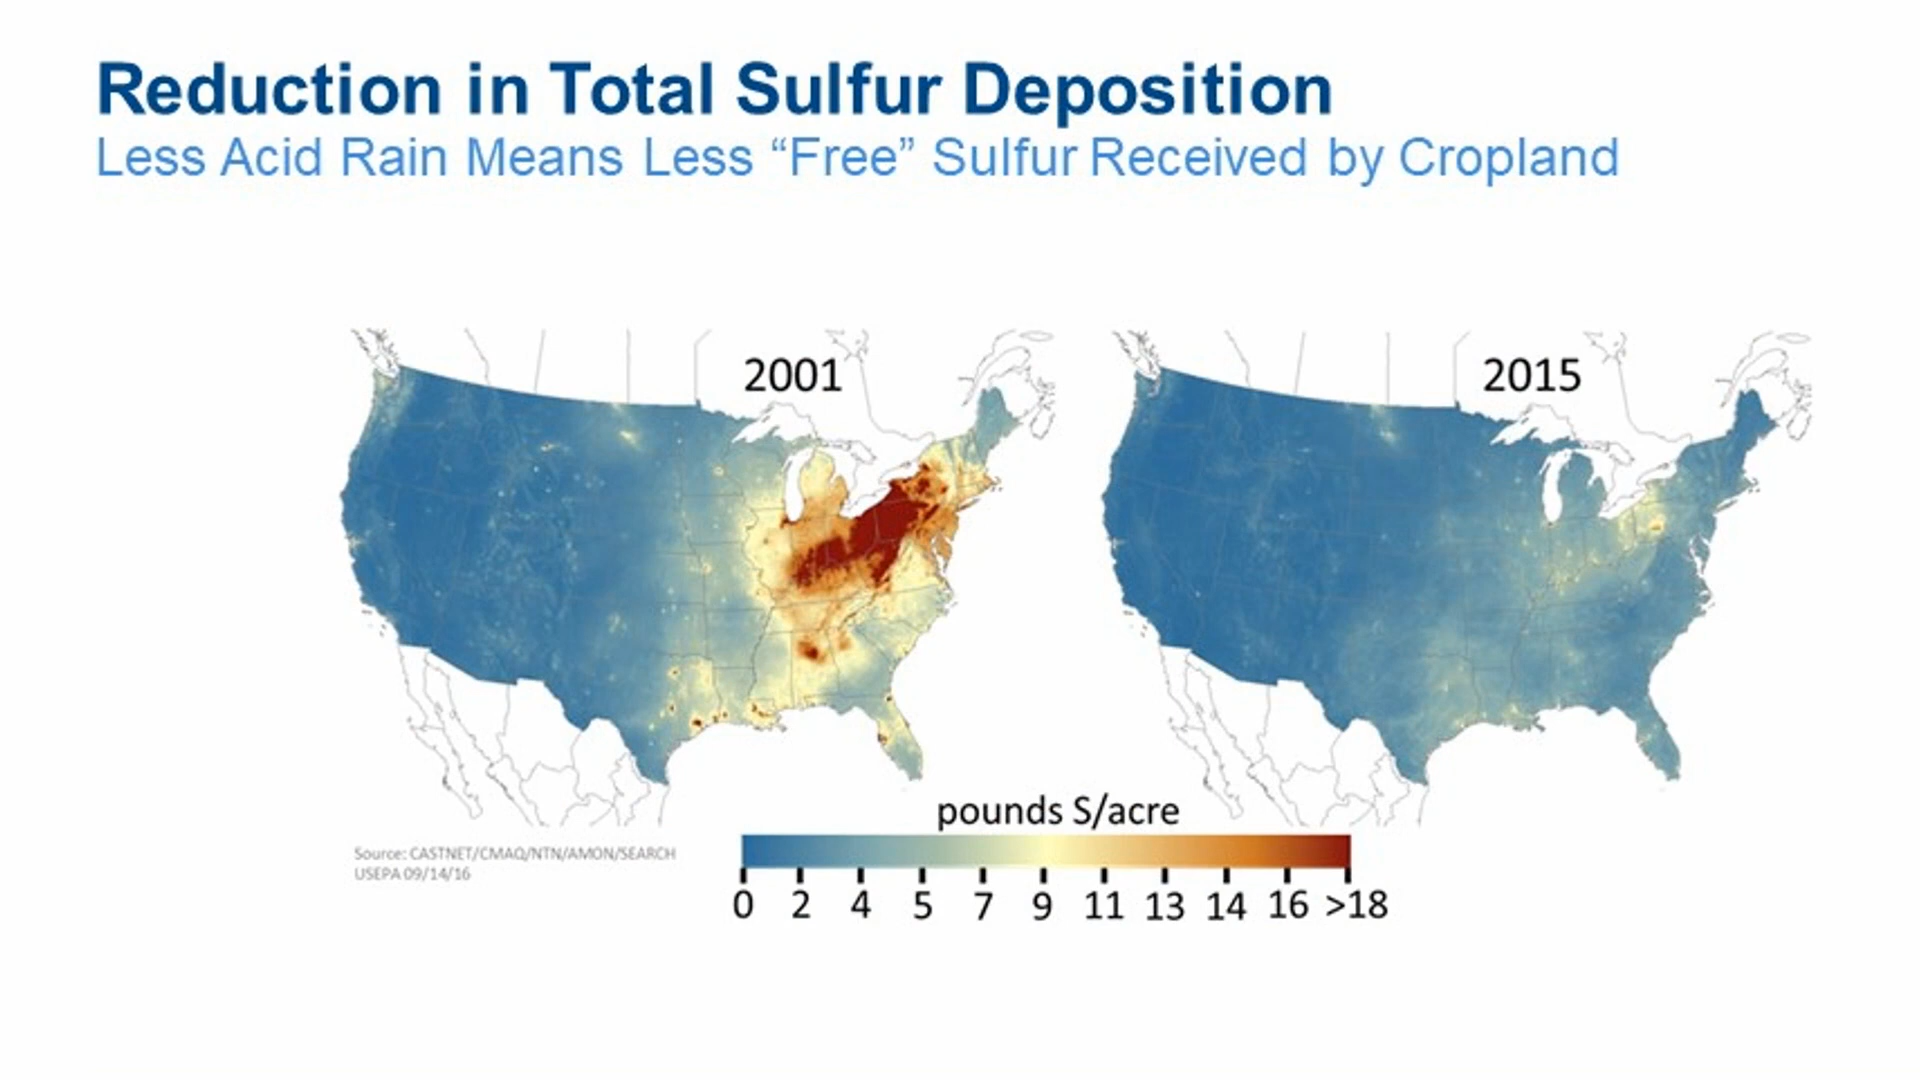 Reduction in Total Sulfur Deposition
Less Acid Rain Means Less “Free” Sulfur Received by Cropland
2001
2015
pounds S/acre
0 2 4 5 7 9 11 13 14 16 >18
Source: CASTNET/CMAQ/NTN/AMON/SEARCH
USEPA 09/14/16